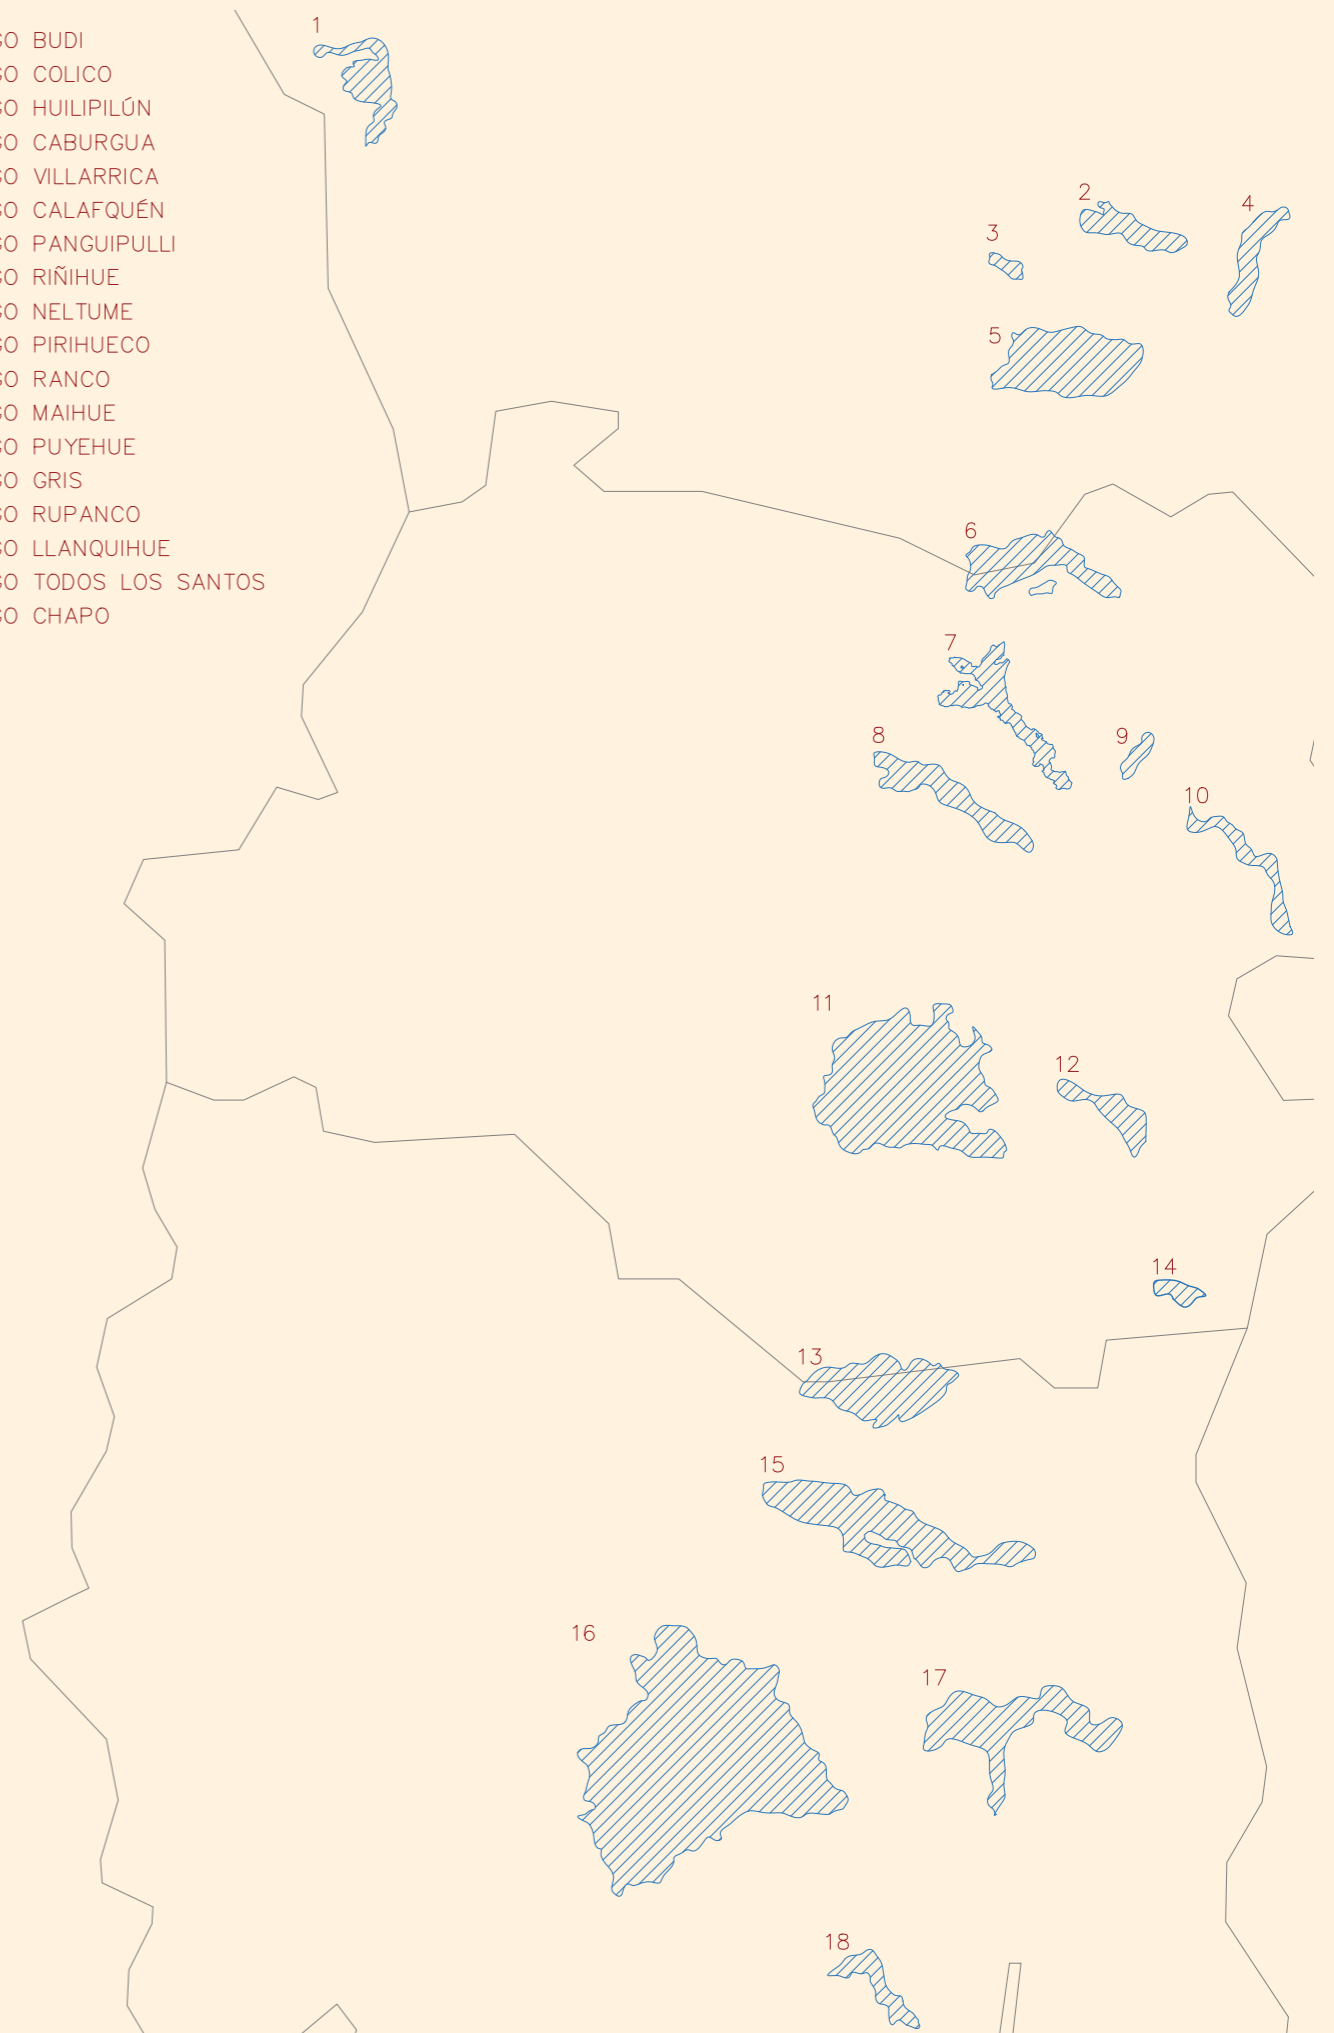 GO BUDI
GO COLICO
GO HUILIPILÚN
GO CABURGUA
GO VILLARRICA
GO CALAFQUÉN
GO PANGUIPULLI
GO RIÑIHUE
GO NELTUME
GO PIRIHUECO
GO RANCO
GO MAIHUE
GO PUYEHUE
GO GRIS
GO RUPANCO
GO LLANQUIHUE
GO TODOS LOS SANTOS
GO CHAPO
1
2
4
3
5
6
7
8
9
10
11
12
14
13
15
16
17
18